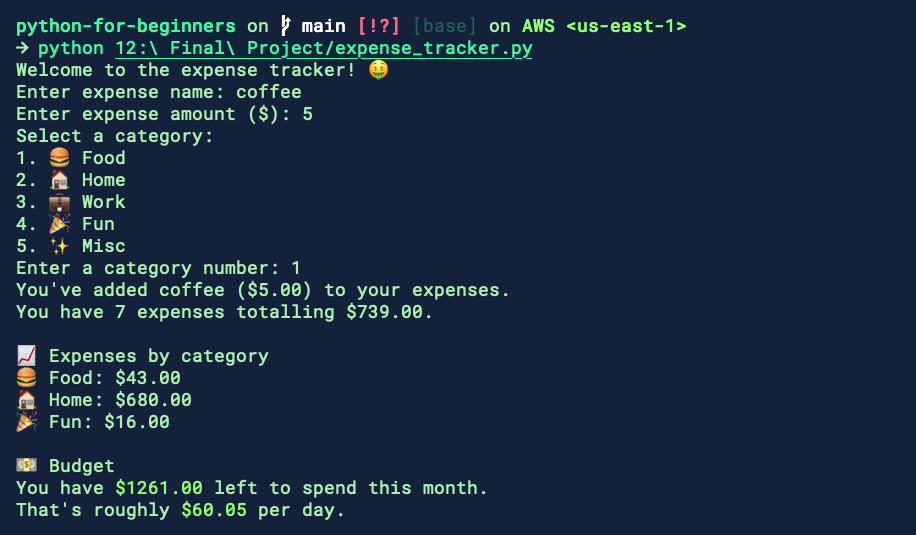 python-for-beginners on main [!?] [base] on AWS <us-east-1>
→ python 12:\ Final\ Project/expense_tracker.py
Welcome to the expense tracker! 🤑
Enter expense name: coffee
Enter expense amount ($): 5
Select a category:
1. 🍔 Food
2. 🏠 Home
3. 💼 Work
4. 🎉 Fun
5. ✨ Misc
Enter a category number: 1
You've added coffee ($5.00) to your expenses.
You have 7 expenses totalling $739.00.
📈 Expenses by category
🍔 Food: $43.00
🏠 Home: $680.00
🎉 Fun: $16.00
💵 Budget
You have $1261.00 left to spend this month.
That's roughly $60.05 per day.